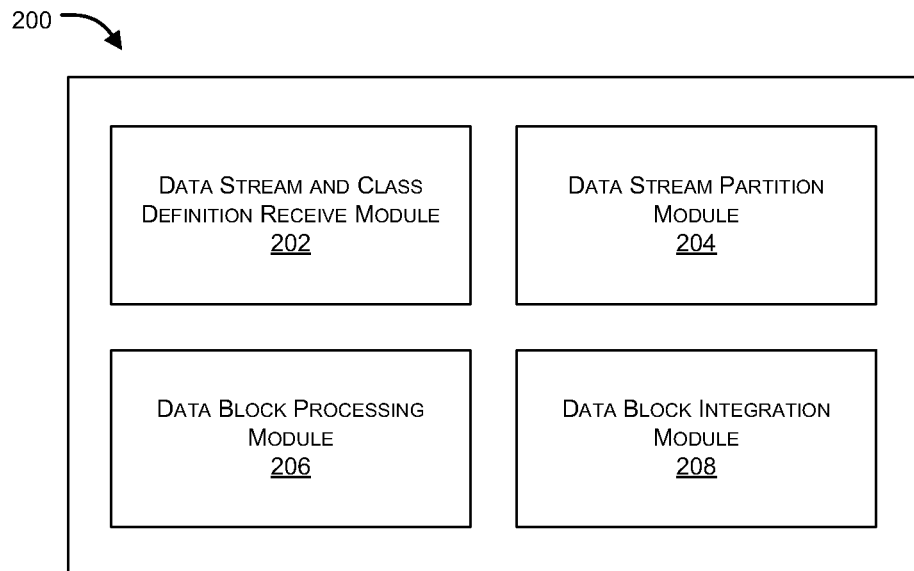 200
DATA STREAM AND CLASS
DEFINITION RECEIVE MODULE
202
DATA STREAM PARTITION
MODULE
204
DATA BLOCK PROCESSING
MODULE
206
DATA BLOCK INTEGRATION
MODULE
208